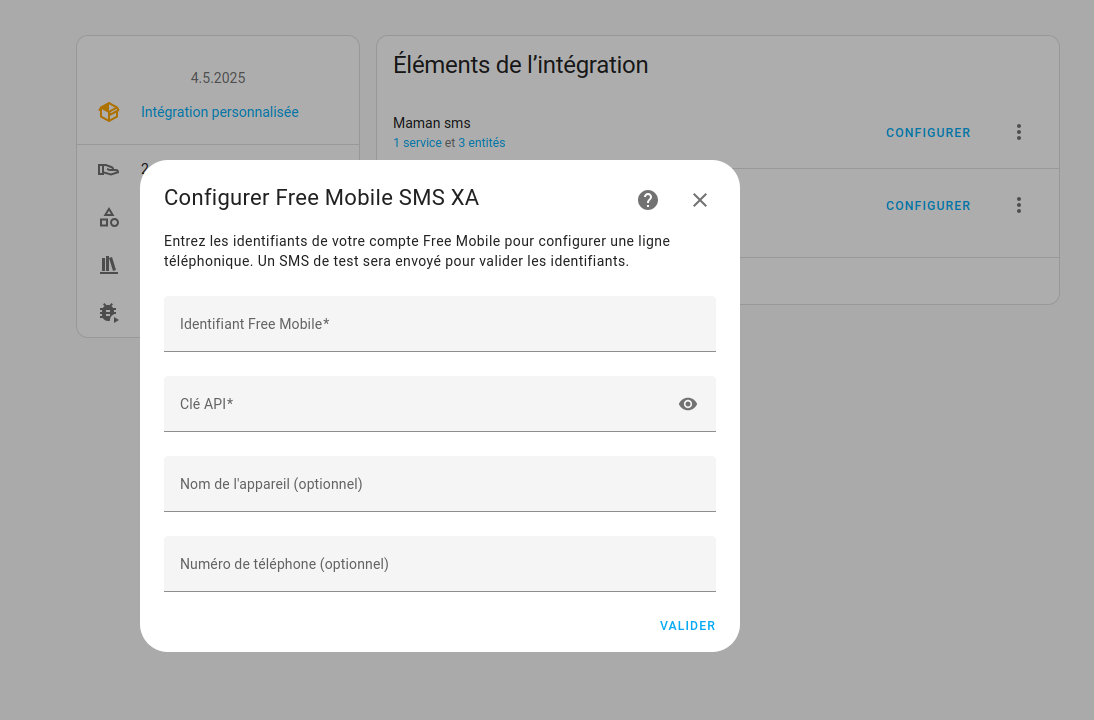 4.5.2025
Intégration personnalisée
2
Éléments de l’intégration
Maman sms
1 service et 3 entités
CONFIGURER
CONFIGURER
Configurer Free Mobile SMS XA
Entrez les identifiants de votre compte Free Mobile pour configurer une ligne
téléphonique. Un SMS de test sera envoyé pour valider les identifiants.
Identifiant Free Mobile*
Clé API*
Nom de l'appareil (optionnel)
Numéro de téléphone (optionnel)
VALIDER